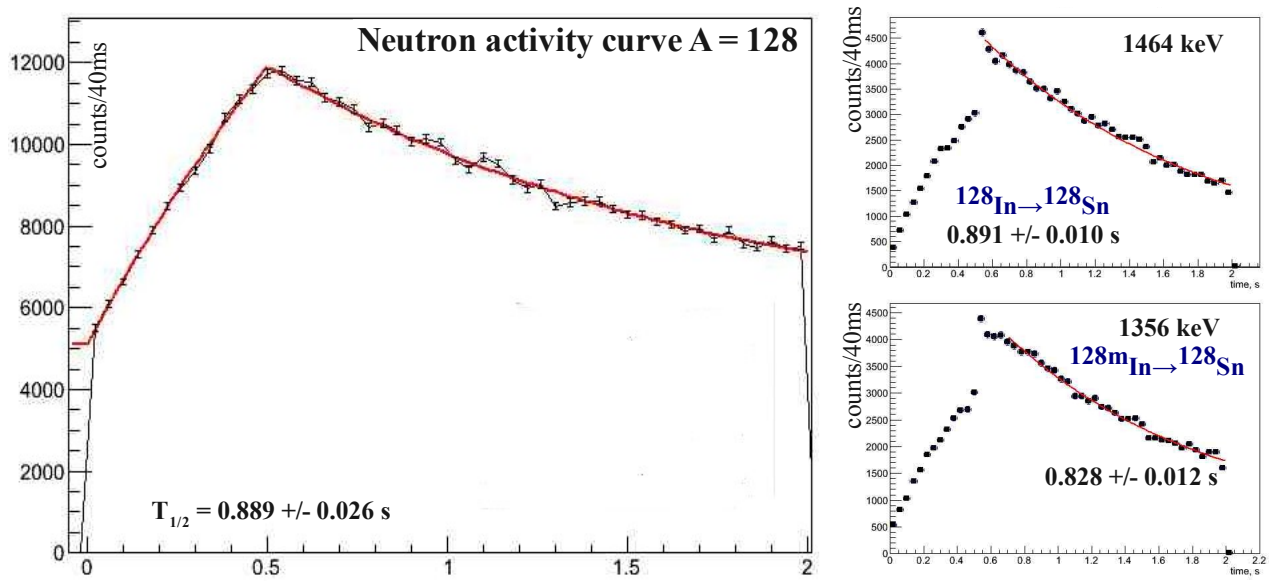 Neutron activity curve A = 128
counts/40ms
12000
10000
8000
6000
4000
2000
0
T1/2 = 0.889 +/- 0.026 s
0 0.5 1 1.5 2
1464 keV
counts/40ms
4500
4000
3500
3000
2500
2000
1500
1000
500
0
128In→128Sn
0.891 +/- 0.010 s
0 0.2 0.4 0.6 0.8 1 1.2 1.4 1.6 1.8 2 2.2
time, s
1356 keV
128mIn→128Sn
counts/40ms
4500
4000
3500
3000
2500
2000
1500
1000
500
0
0.828 +/- 0.012 s
0 0.2 0.4 0.6 0.8 1 1.2 1.4 1.6 1.8 2 2.2
time, s